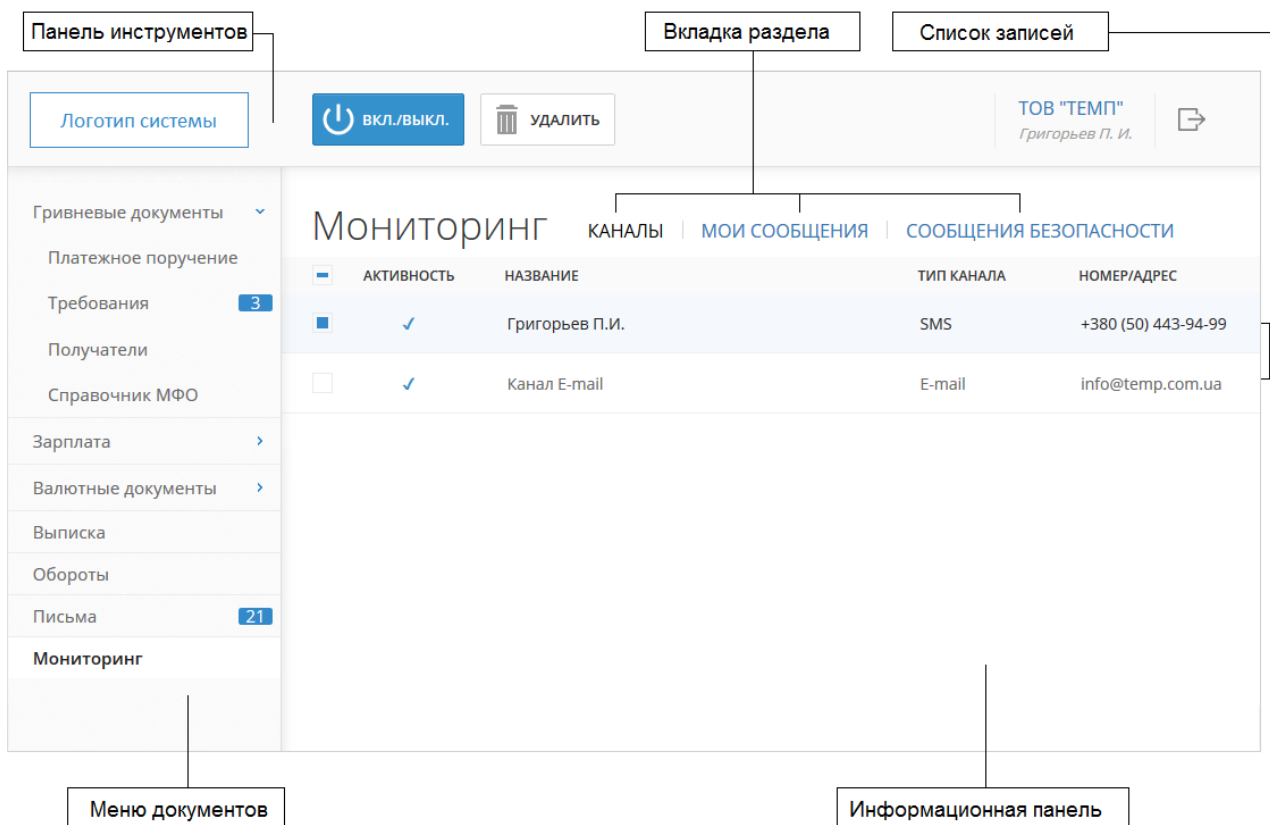 Панель инструментов
Вкладка раздела
Список записей
Логотип системы
ВКЛ./ВЫКЛ.
УДАЛИТЬ
ТОВ "ТЕМП"
Григорьев П. И.
Гривневые документы
Платежное поручение
Требования 3
Получатели
Справочник МФО
Зарплата
Валютные документы
Выписка
Обороты
Письма 21
Мониторинг
Мониторинг КАНАЛЫ МОИ СООБЩЕНИЯ СООБЩЕНИЯ БЕЗОПАСНОСТИ
АКТИВНОСТЬ НАЗВАНИЕ ТИП КАНАЛА НОМЕР/АДРЕС
Григорьев П.И. SMS +380 (50) 443-94-99
Канал E-mail E-mail info@temp.com.ua
Меню документов
Информационная панель